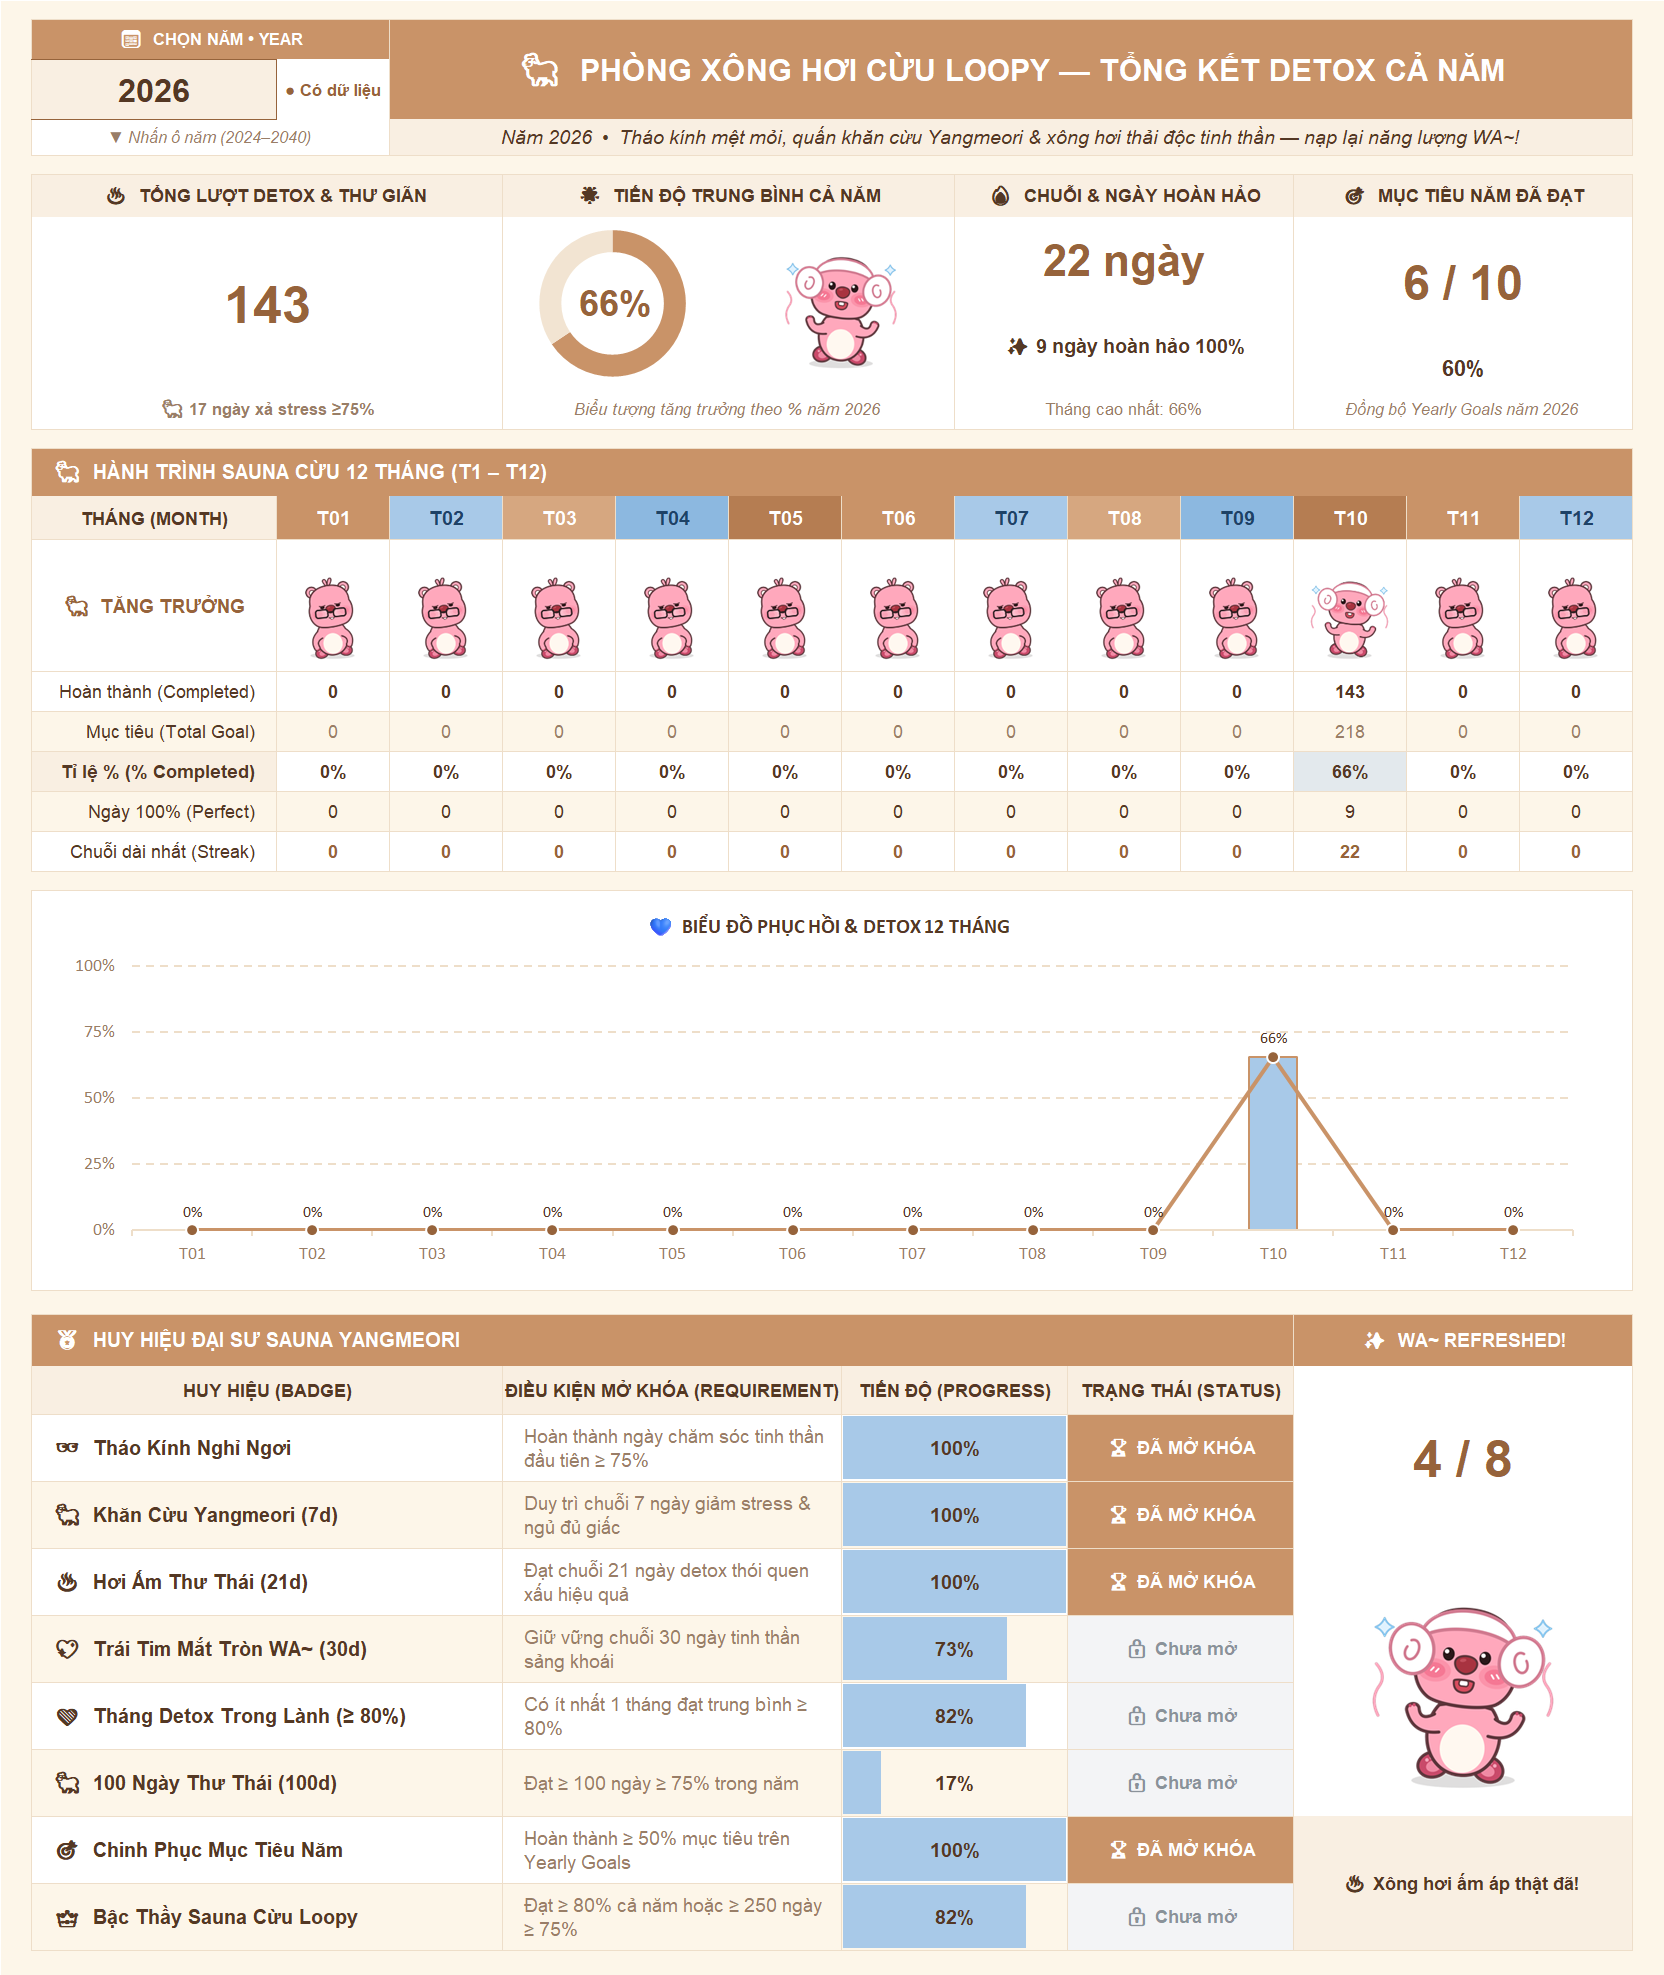 CHỌN NĂM • YEAR
2026
● Có dữ liệu
▼ Nhấn ô năm (2024–2040)
PHÒNG XÔNG HƠI CỪU LOOPY — TỔNG KẾT DETOX CẢ NĂM
Năm 2026 • Tháo kính mệt mỏi, quấn khăn cừu Yangmeori & xông hơi thải độc tinh thần — nạp lại năng lượng WA~!
TỔNG LƯỢT DETOX & THƯ GIÃN
143
17 ngày xả stress ≥75%
TIẾN ĐỘ TRUNG BÌNH CẢ NĂM
66%
Biểu tượng tăng trưởng theo % năm 2026
CHUỖI & NGÀY HOÀN HẢO
22 ngày
9 ngày hoàn hảo 100%
Tháng cao nhất: 66%
MỤC TIÊU NĂM ĐÃ ĐẠT
6 / 10
60%
Đồng bộ Yearly Goals năm 2026
HÀNH TRÌNH SAUNA CỪU 12 THÁNG (T1 – T12)
THÁNG (MONTH) T01 T02 T03 T04 T05 T06 T07 T08 T09 T10 T11 T12
TĂNG TRƯỞNG
Hoàn thành (Completed) 0 0 0 0 0 0 0 0 0 143 0 0
Mục tiêu (Total Goal) 0 0 0 0 0 0 0 0 0 218 0 0
Tỉ lệ % (% Completed) 0% 0% 0% 0% 0% 0% 0% 0% 0% 66% 0% 0%
Ngày 100% (Perfect) 0 0 0 0 0 0 0 0 0 9 0 0
Chuỗi dài nhất (Streak) 0 0 0 0 0 0 0 0 0 22 0 0
BIỂU ĐỒ PHỤC HỒI & DETOX 12 THÁNG
100%
75%
66%
50%
25%
0% 0% 0% 0% 0% 0% 0% 0% 0% 0% 0%
0%
T01 T02 T03 T04 T05 T06 T07 T08 T09 T10 T11 T12
HUY HIỆU ĐẠI SƯ SAUNA YANGMEORI
HUY HIỆU (BADGE) ĐIỀU KIỆN MỞ KHÓA (REQUIREMENT) TIẾN ĐỘ (PROGRESS) TRẠNG THÁI (STATUS)
Tháo Kính Nghỉ Ngơi
Hoàn thành ngày chăm sóc tinh thần
đầu tiên ≥ 75%
100%
ĐÃ MỞ KHÓA
Khăn Cừu Yangmeori (7d)
Duy trì chuỗi 7 ngày giảm stress &
ngủ đủ giấc
100%
ĐÃ MỞ KHÓA
Hơi Ấm Thư Thái (21d)
Đạt chuỗi 21 ngày detox thói quen
xấu hiệu quả
100%
ĐÃ MỞ KHÓA
Trái Tim Mắt Tròn WA~ (30d)
Giữ vững chuỗi 30 ngày tinh thần
sảng khoái
73%
Chưa mở
Tháng Detox Trong Lành (≥ 80%)
Có ít nhất 1 tháng đạt trung bình ≥
80%
82%
Chưa mở
100 Ngày Thư Thái (100d)
Đạt ≥ 100 ngày ≥ 75% trong năm
17%
Chưa mở
Chinh Phục Mục Tiêu Năm
Hoàn thành ≥ 50% mục tiêu trên
Yearly Goals
100%
ĐÃ MỞ KHÓA
Bậc Thầy Sauna Cừu Loopy
Đạt ≥ 80% cả năm hoặc ≥ 250 ngày
≥ 75%
82%
Chưa mở
WA~ REFRESHED!
4 / 8
Xông hơi ấm áp thật đã!